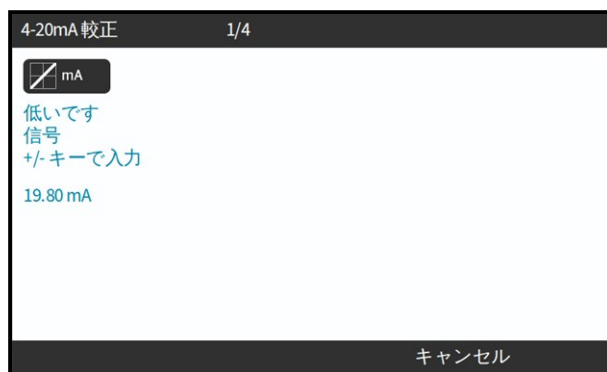 4-20mA 較正 1/4
mA
低いです
信号
+/- キーで入力
19.80 mA
キャンセル